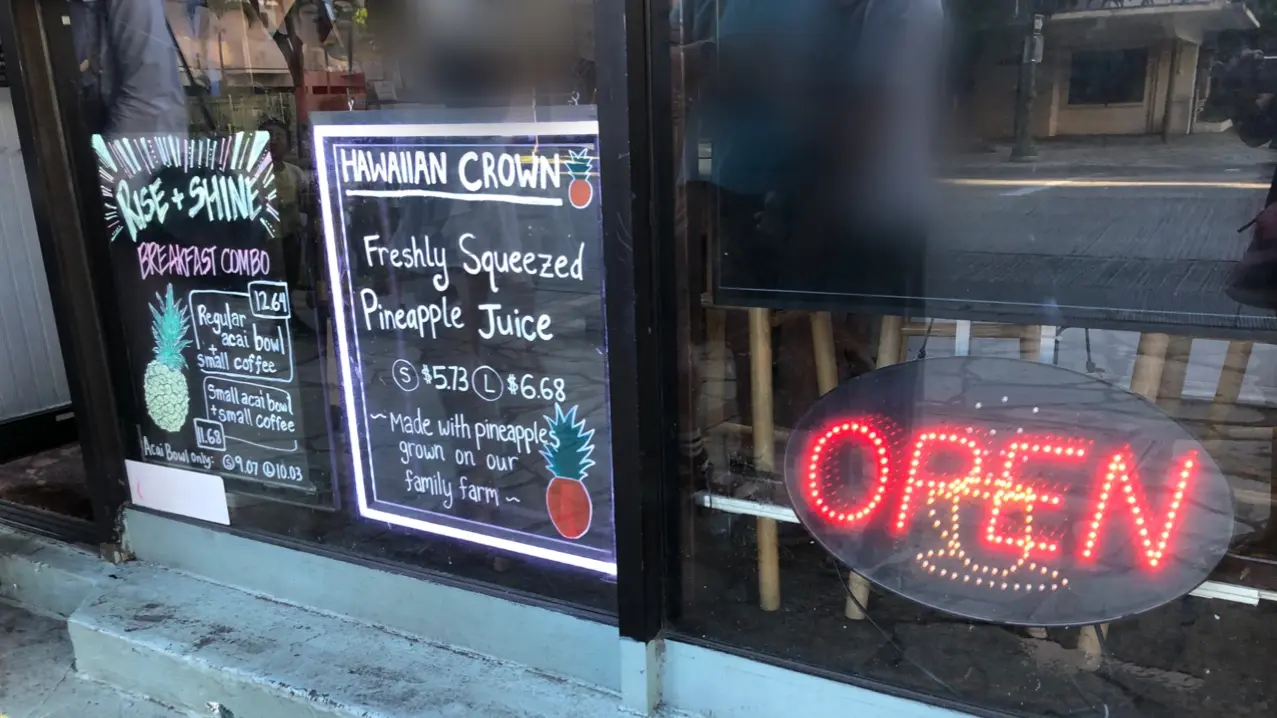 RISE + SHINE
BREAKFAST COMBO
12.64
Regular
acai bowl
+
small coffee
Small acai bowl
+ small coffee
11.68
Acai Bowl only: S 9.07 L 10.03
HAWAIIAN CROWN
Freshly Squeezed
Pineapple Juice
S $5.73 L $6.68
~Made with pineapples
grown on our
family farm ~
OPEN